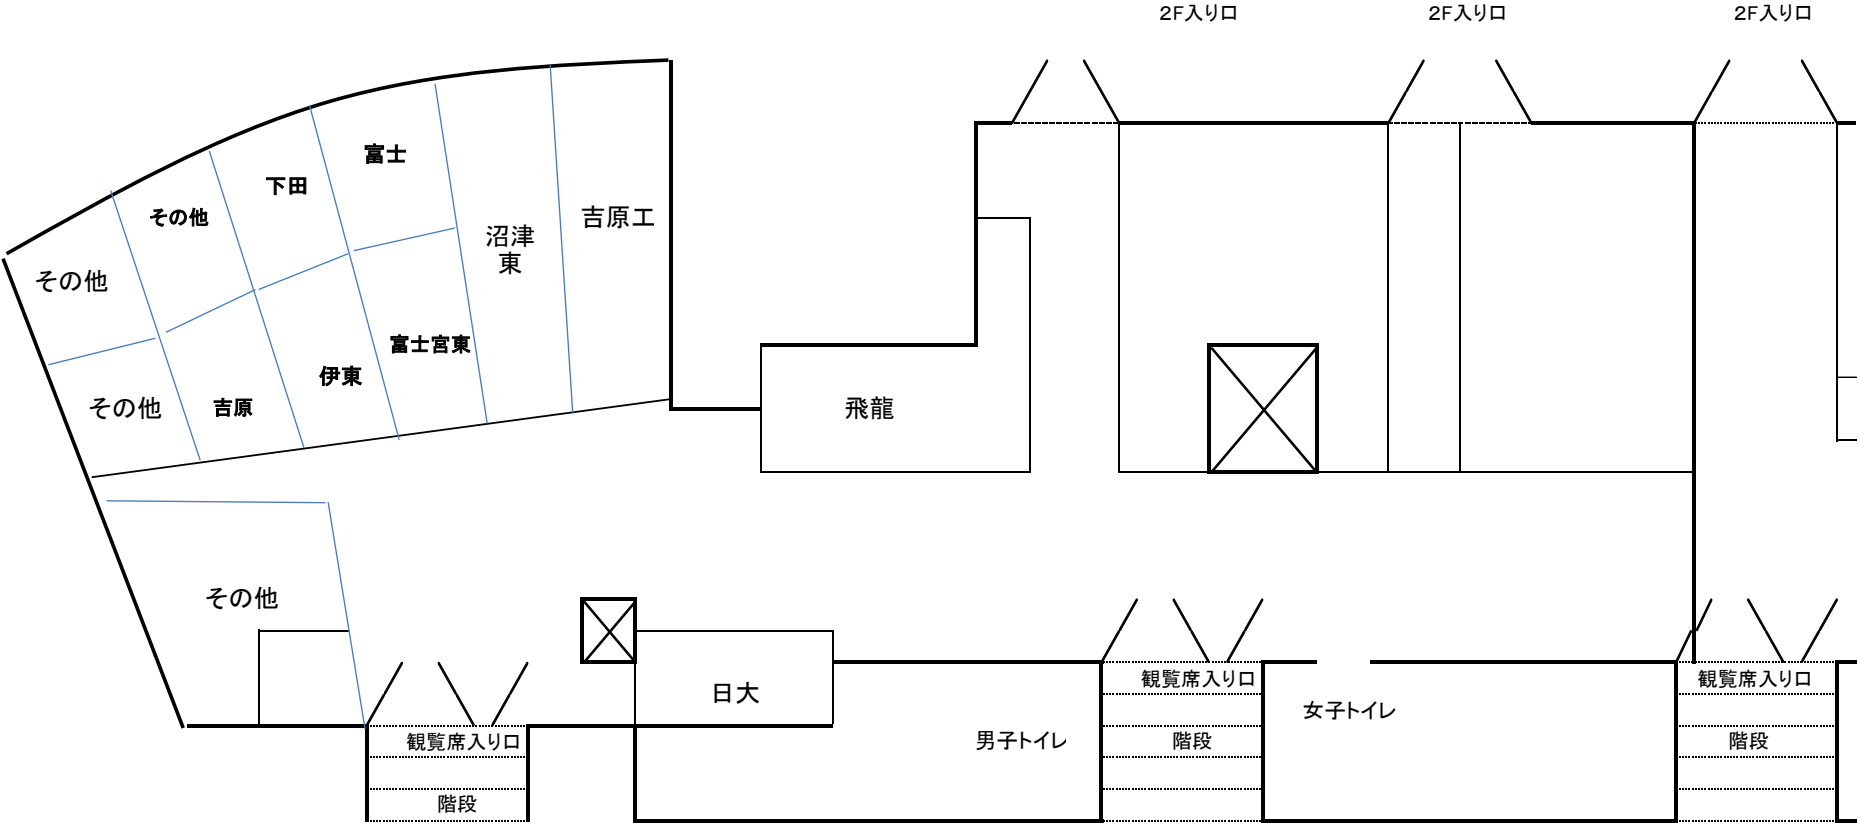 2F入り口
2F入り口
2F入り口
富士
下田
その他
吉原工
沼津
東
その他
富士宮東
伊東
その他
吉原
飛龍
その他
観覧席入り口
観覧席入り口
日大
女子トイレ
観覧席入り口
男子トイレ
階段
階段
階段